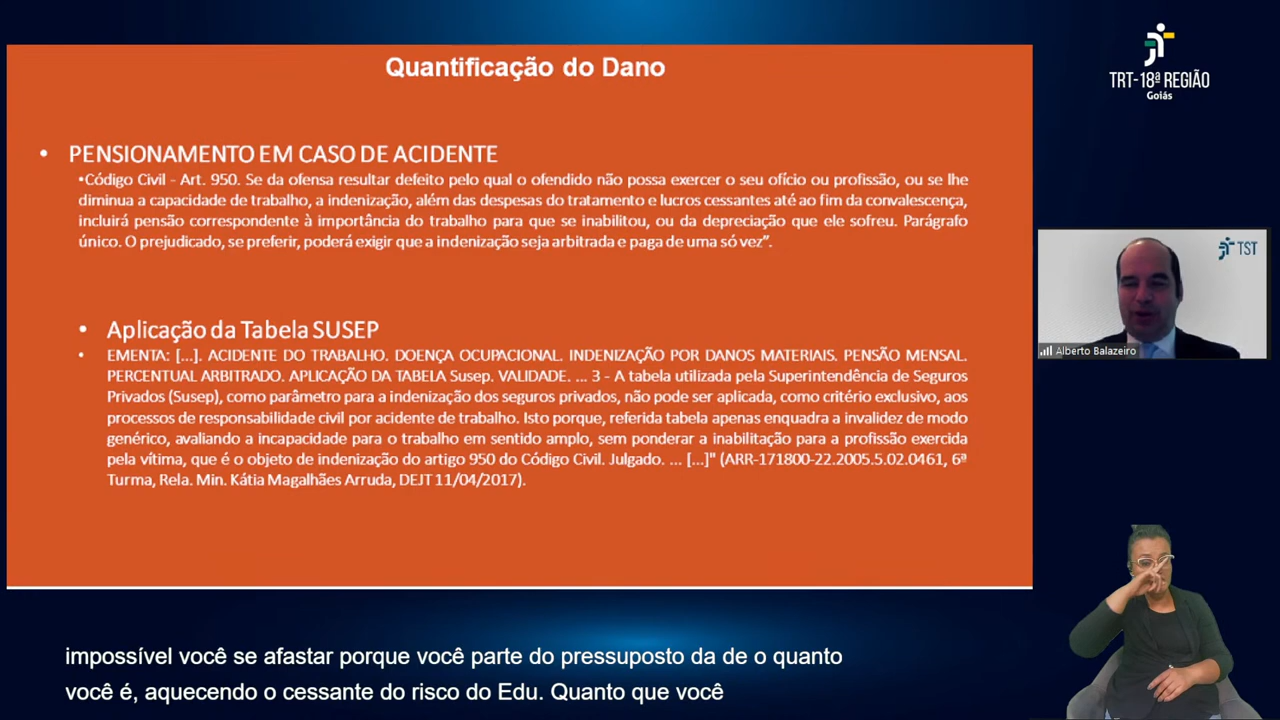 Quantificação do Dano
TRT-18ª REGIÃO
Goiás
• PENSIONAMENTO EM CASO DE ACIDENTE
•Código Civil - Art. 950. Se da ofensa resultar defeito pelo qual o ofendido não possa exercer o seu ofício ou profissão, ou se lhe
diminua a capacidade de trabalho, a indenização, além das despesas do tratamento e lucros cessantes até ao fim da convalescença,
incluirá pensão correspondente à importância do trabalho para que se inabilitou, ou da depreciação que ele sofreu. Parágrafo
único. O prejudicado, se preferir, poderá exigir que a indenização seja arbitrada e paga de uma só vez”.
TST
Alberto Balazeiro
• Aplicação da Tabela SUSEP
• EMENTA: [...]. ACIDENTE DO TRABALHO. DOENÇA OCUPACIONAL. INDENIZAÇÃO POR DANOS MATERIAIS. PENSÃO MENSAL.
PERCENTUAL ARBITRADO. APLICAÇÃO DA TABELA Susep. VALIDADE. ... 3 - A tabela utilizada pela Superintendência de Seguros
Privados (Susep), como parâmetro para a indenização dos seguros privados, não pode ser aplicada, como critério exclusivo, aos
processos de responsabilidade civil por acidente de trabalho. Isto porque, referida tabela apenas enquadra a invalidez de modo
genérico, avaliando a incapacidade para o trabalho em sentido amplo, sem ponderar a inabilitação para a profissão exercida
pela vítima, que é o objeto de indenização do artigo 950 do Código Civil. Julgado. ... [...]" (ARR-171800-22.2005.5.02.0461, 6ª
Turma, Rela. Min. Kátia Magalhães Arruda, DEJT 11/04/2017).
impossível você se afastar porque você parte do pressuposto da de o quanto
você é, aquecendo o cessante do risco do Edu. Quanto que você